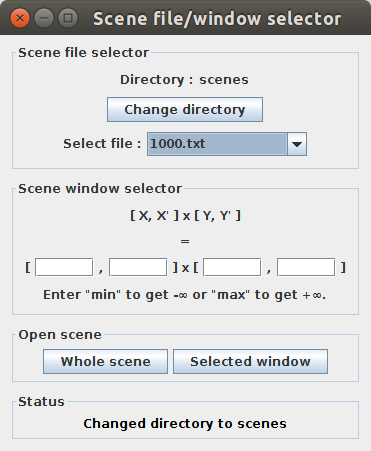 Scene file/window selector
Scene file selector
Directory : scenes
Change directory
Select file : 1000.txt
Scene window selector
[ X, X' ] x [ Y, Y' ]
=
[ , ] x [ , ]
Enter "min" to get -∞ or "max" to get +∞.
Open scene
Whole scene Selected window
Status
Changed directory to scenes